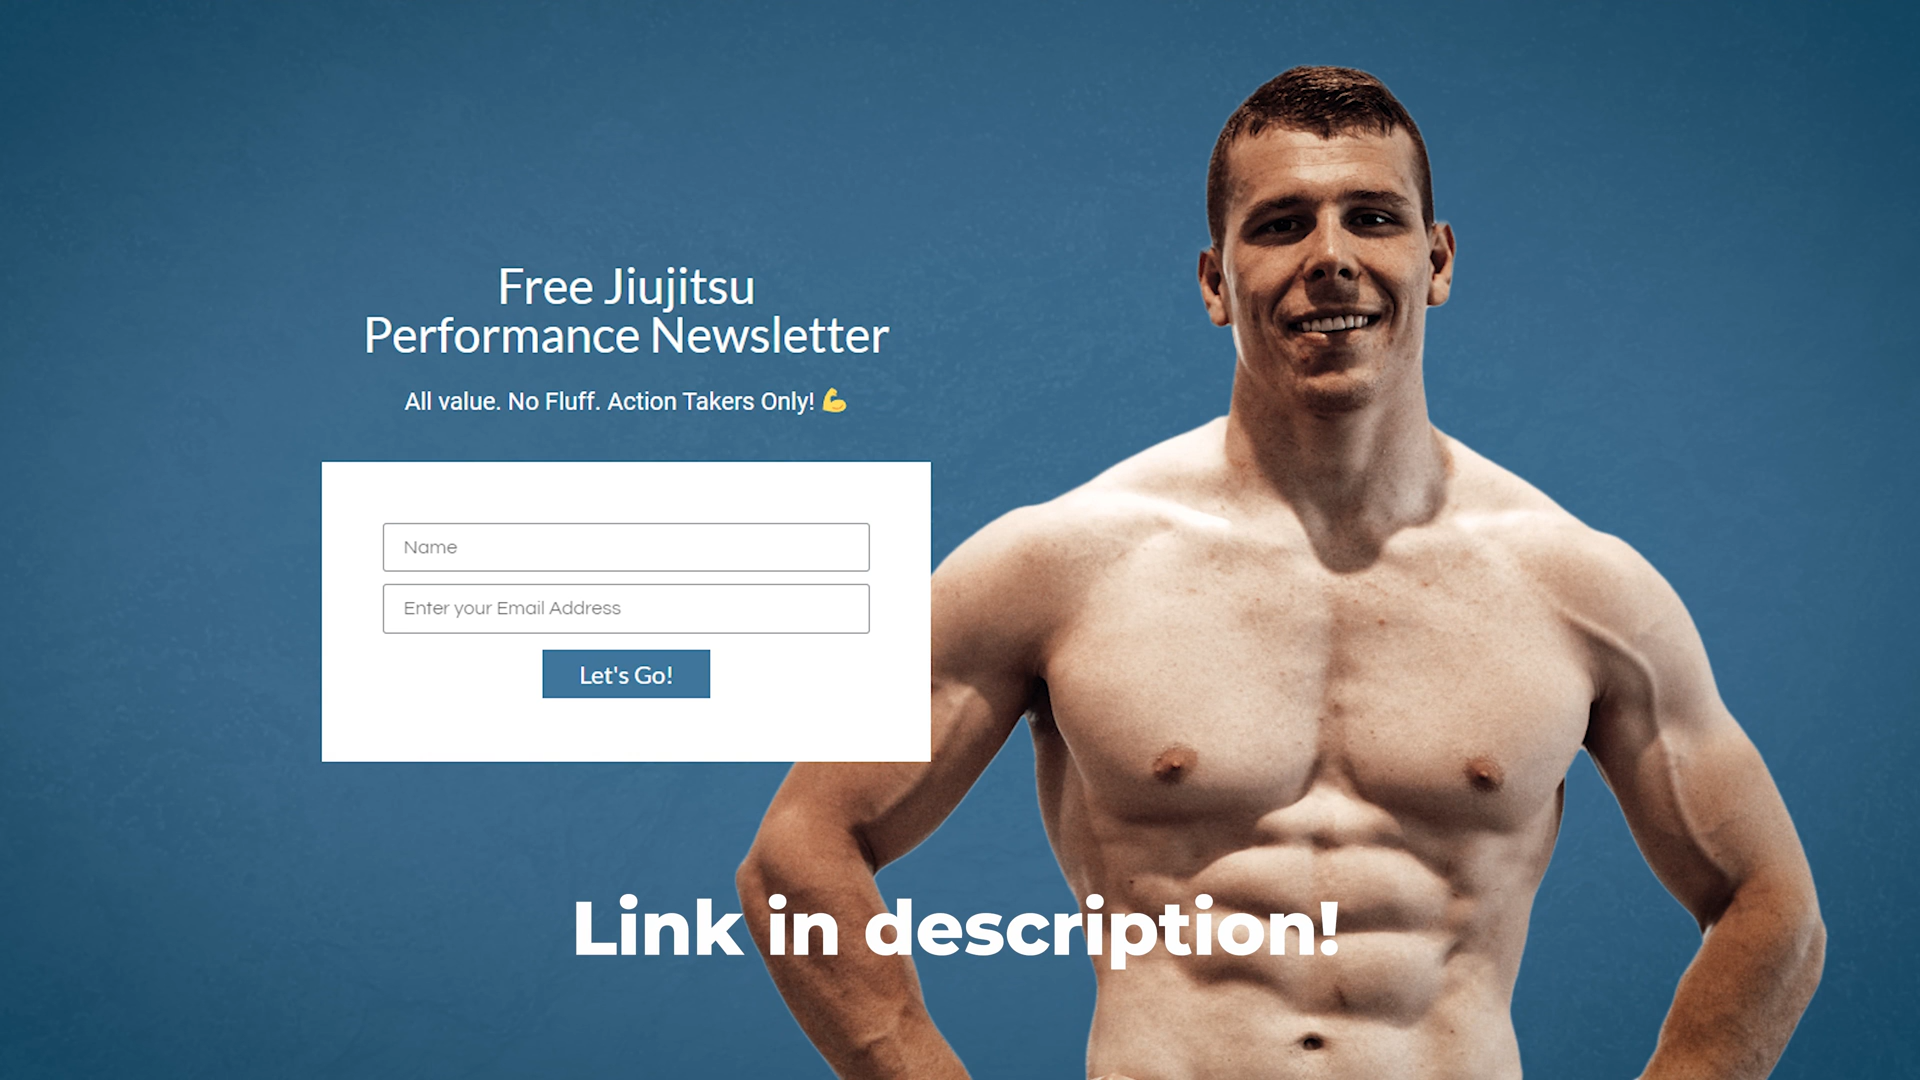 Free Jiujitsu
Performance Newsletter
All value. No Fluff. Action Takers Only! 💪
Name
Enter your Email Address
Let's Go!
Link in description!